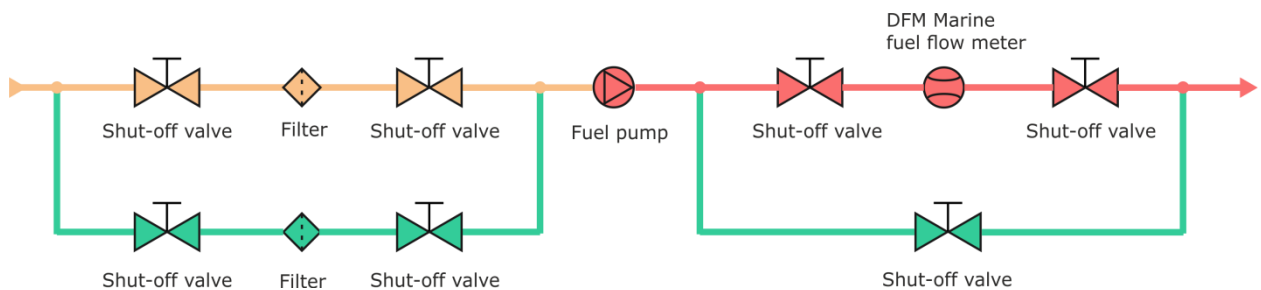 DFM Marine
fuel flow meter
Shut-off valve
Filter
Shut-off valve
Fuel pump
Shut-off valve
Shut-off valve
Shut-off valve
Filter
Shut-off valve
Shut-off valve